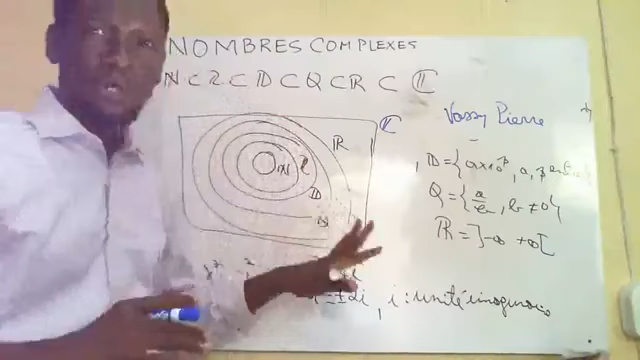 NOMBRES COMPLEXES
ℕ ⊂ ℤ ⊂ 𝔻 ⊂ ℚ ⊂ ℝ ⊂ ℂ
Vassy Pierre
ℂ
ℝ
ℕ
𝔻
ℚ
𝔻 = {a×10^p, a, p
ℚ = {a/b, b ≠ 0}
ℝ = ]-∞ +∞[
, i : unité imaginaire